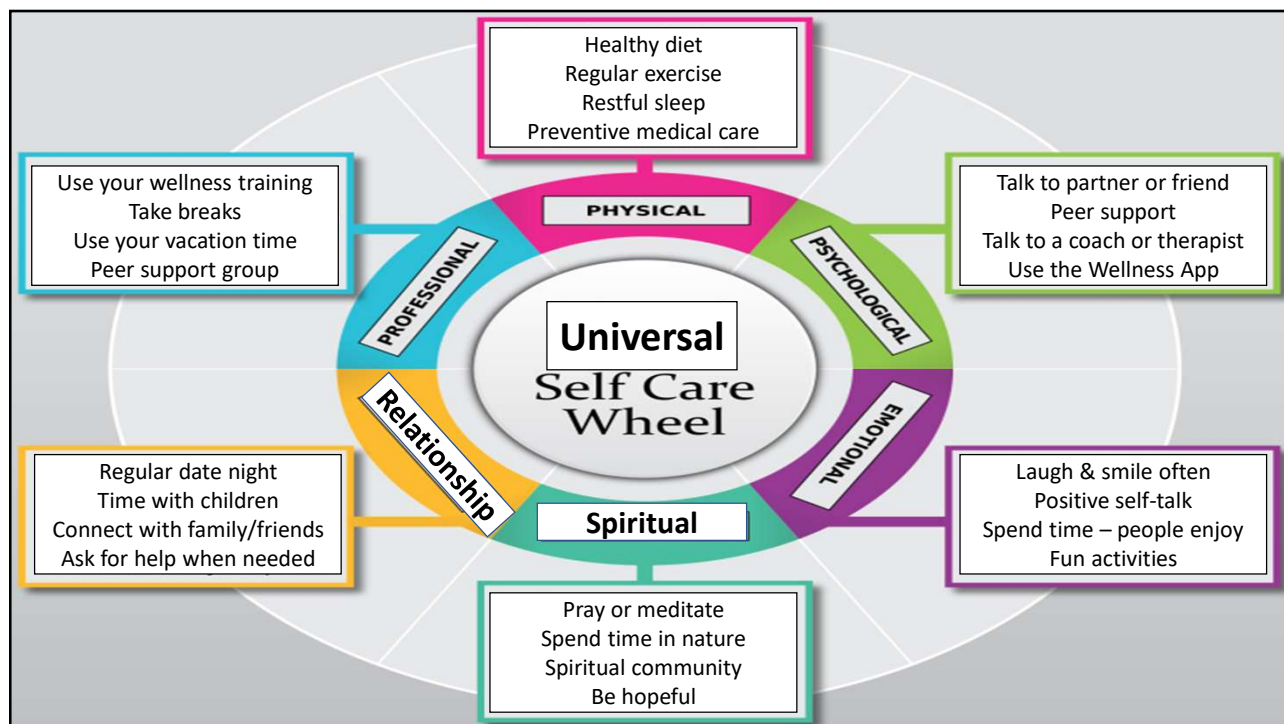 Healthy diet
Regular exercise
Restful sleep
Preventive medical care
PHYSICAL
Use your wellness training
Take breaks
Use your vacation time
Peer support group
PROFESSIONAL
Talk to partner or friend
Peer support
Talk to a coach or therapist
Use the Wellness App
PSYCHOLOGICAL
Universal
Self Care
Wheel
Relationship
Regular date night
Time with children
Connect with family/friends
Ask for help when needed
EMOTIONAL
Laugh & smile often
Positive self-talk
Spend time – people enjoy
Fun activities
Spiritual
Pray or meditate
Spend time in nature
Spiritual community
Be hopeful